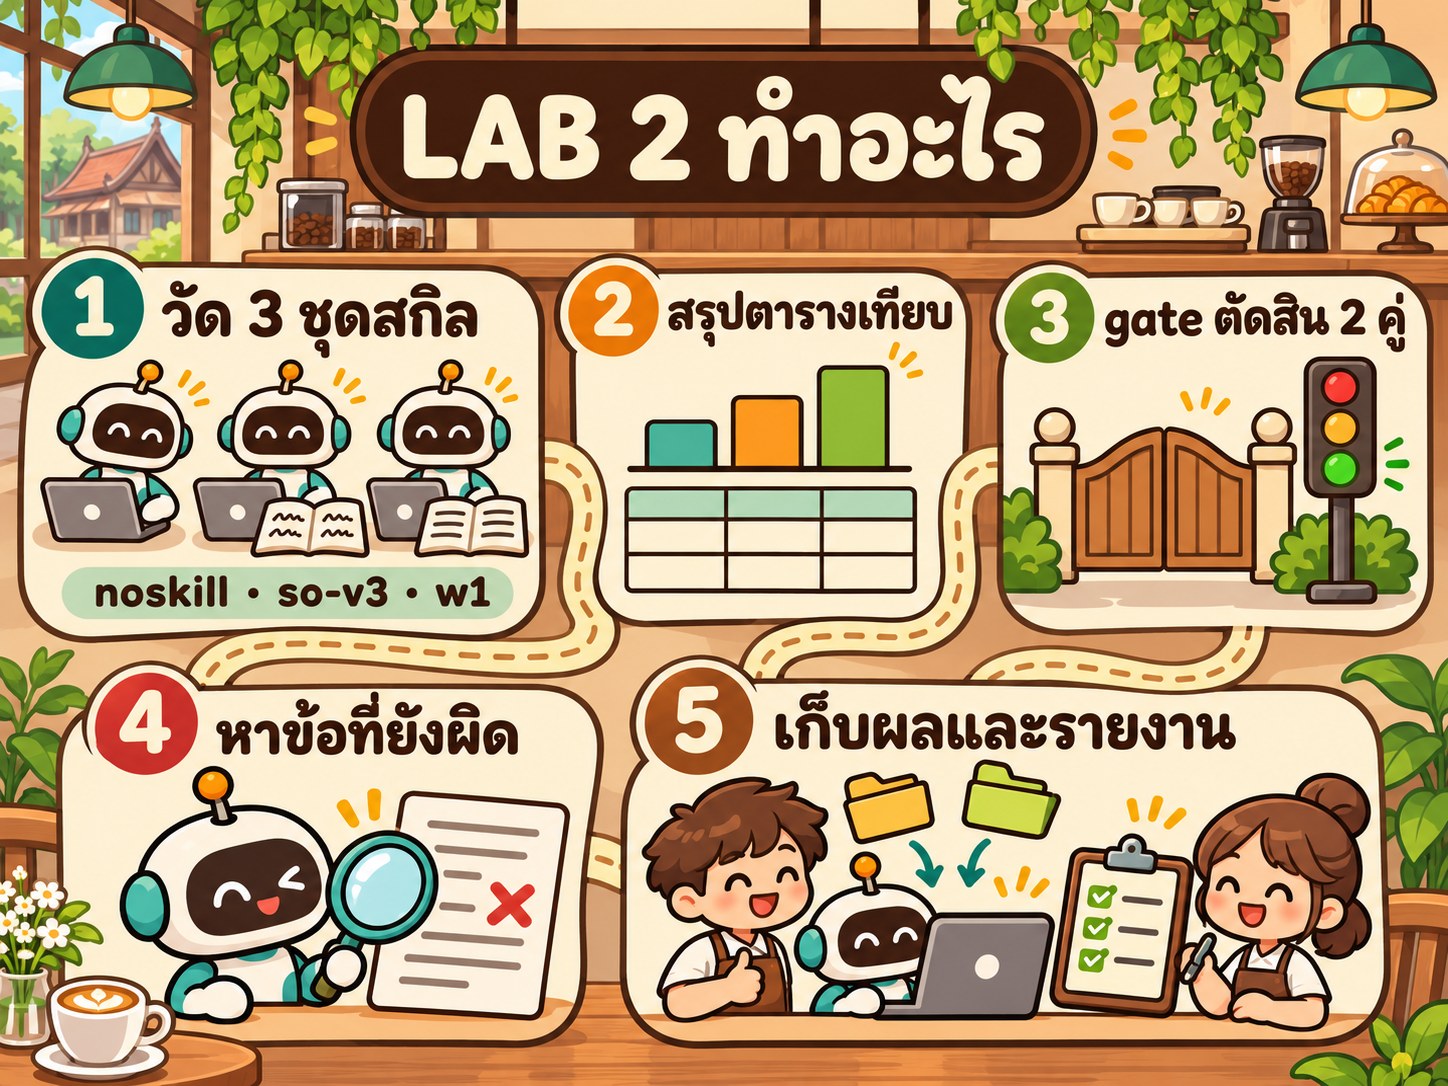 LAB 2 ทำอะไร
1 วัด 3 ชุดสกิล
noskill · so-v3 · w1
2 สรุปตารางเทียบ
3 gate ตัดสิน 2 คู่
4 หาข้อที่ยังผิด
5 เก็บผลและรายงาน